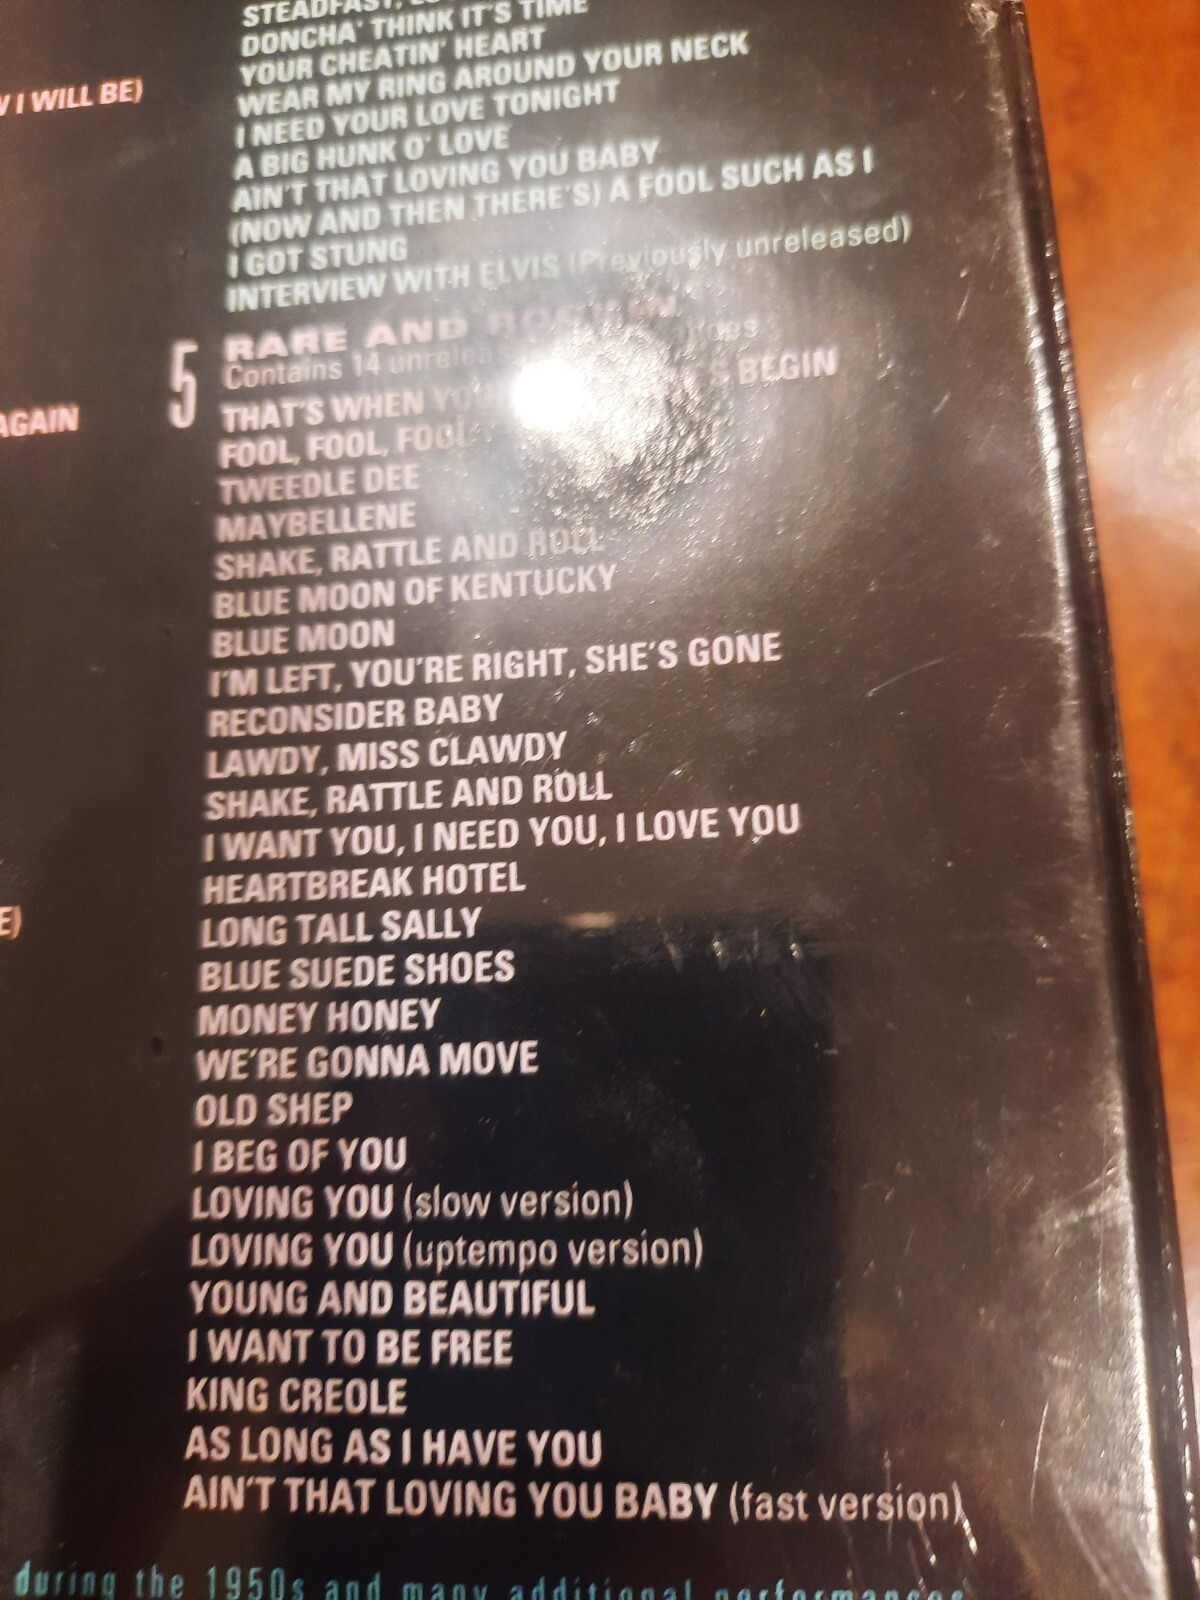 STEADFAST,
DONCHA' THINK IT'S TIME
YOUR CHEATIN' HEART
WEAR MY RING AROUND YOUR NECK
I NEED YOUR LOVE TONIGHT
A BIG HUNK O' LOVE
AIN'T THAT LOVING YOU BABY
(NOW AND THEN THERE'S) A FOOL SUCH AS I
I GOT STUNG
INTERVIEW WITH ELVIS (Previously unreleased)
I WILL BE)
AGAIN
E)
5
RARE AND
Contains 14
THAT'S WHEN BEGIN
FOOL, FOOL, FOOL
TWEEDLE DEE
MAYBELLENE
SHAKE, RATTLE AND ROLL
BLUE MOON OF KENTUCKY
BLUE MOON
I'M LEFT, YOU'RE RIGHT, SHE'S GONE
RECONSIDER BABY
LAWDY, MISS CLAWDY
SHAKE, RATTLE AND ROLL
I WANT YOU, I NEED YOU, I LOVE YOU
HEARTBREAK HOTEL
LONG TALL SALLY
BLUE SUEDE SHOES
MONEY HONEY
WE'RE GONNA MOVE
OLD SHEP
I BEG OF YOU
LOVING YOU (slow version)
LOVING YOU (uptempo version)
YOUNG AND BEAUTIFUL
I WANT TO BE FREE
KING CREOLE
AS LONG AS I HAVE YOU
AIN'T THAT LOVING YOU BABY (fast version)
during the 1950s and many additional performances